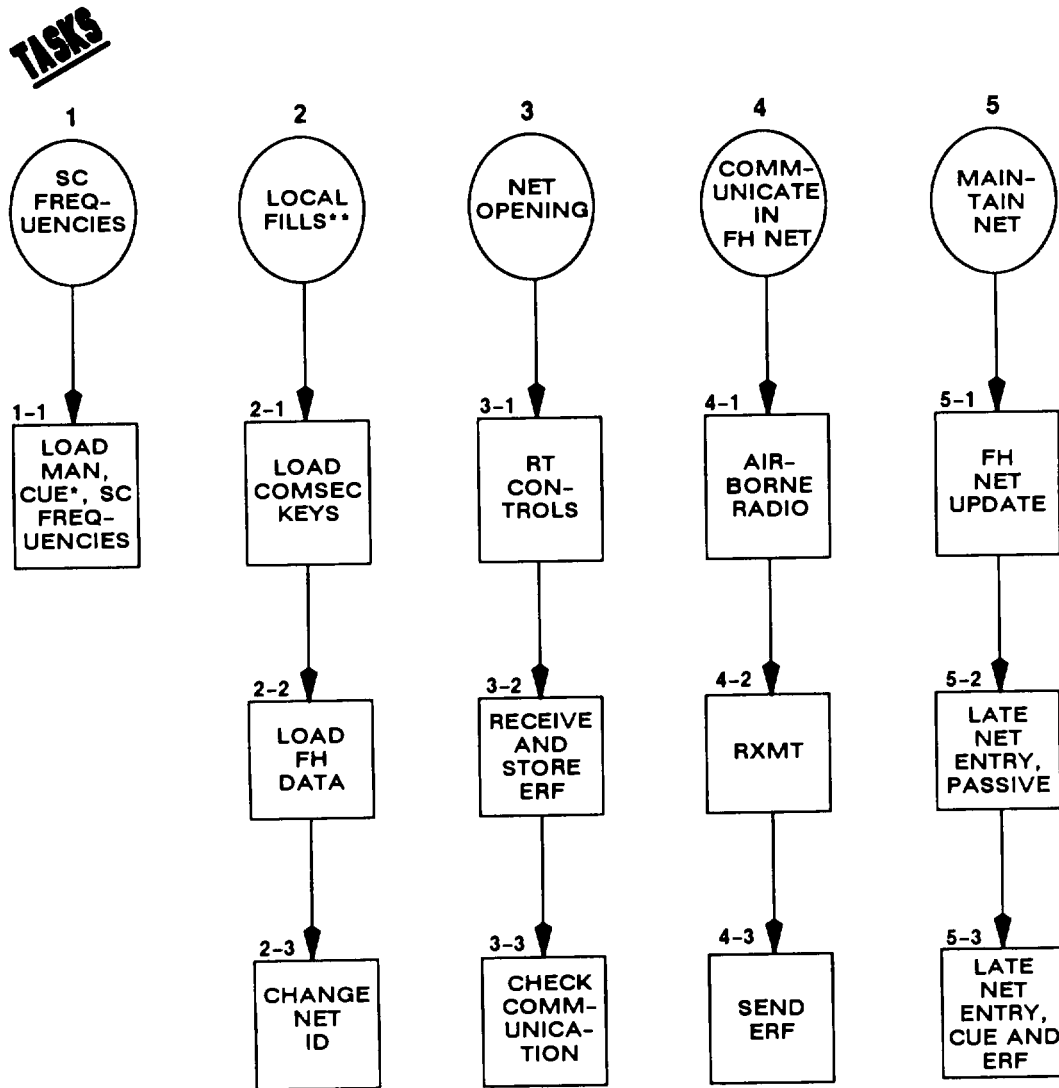 TASKS
1
SC
FREQ-
UENCIES
1-1
LOAD
MAN,
CUE*, SC
FREQ-
UENCIES
2
LOCAL
FILLS**
2-1
LOAD
COMSEC
KEYS
2-2
LOAD
FH
DATA
2-3
CHANGE
NET
ID
3
NET
OPENING
3-1
RT
CON-
TROLS
3-2
RECEIVE
AND
STORE
ERF
3-3
CHECK
COMM-
UNICA-
TION
4
COMM-
UNICATE
IN
FH NET
4-1
AIR-
BORNE
RADIO
4-2
RXMT
4-3
SEND
ERF
5
MAIN-
TAIN
NET
5-1
FH
NET
UPDATE
5-2
LATE
NET
ENTRY,
PASSIVE
5-3
LATE
NET
ENTRY,
CUE AND
ERF